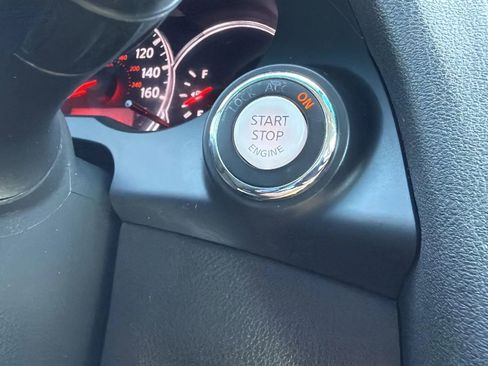 120
140
160
F
E
LOCK ACC ON
START
STOP
ENGINE